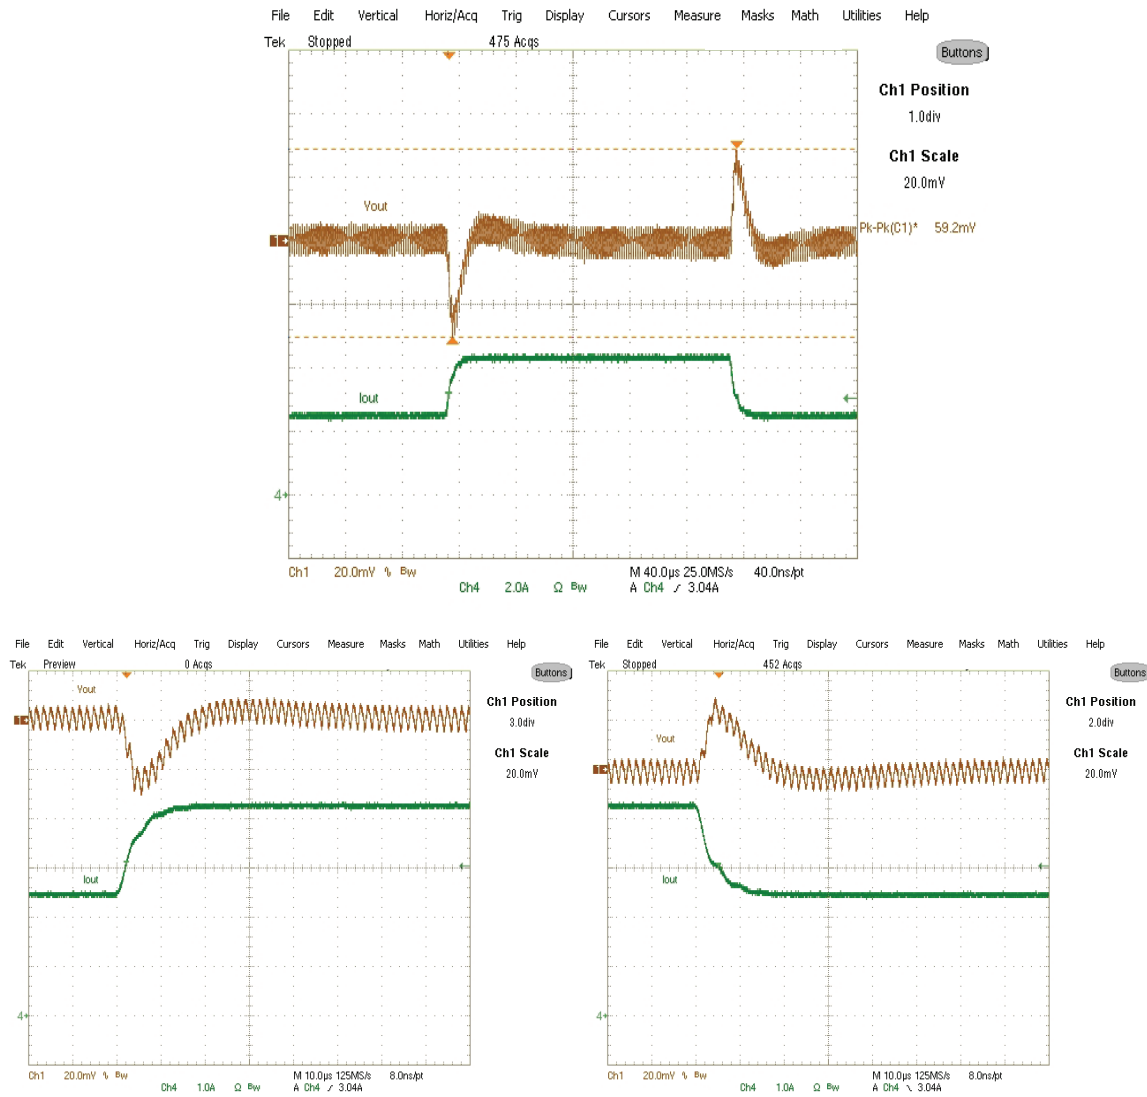 File Edit Vertical Horiz/Acq Trig Display Cursors Measure Masks Math Utilities Help
Tek Stopped 475 Acqs
Buttons
Ch1 Position
1.0div
Ch1 Scale
20.0mV
Vout
1
Pk-Pk(C1)* 59.2mV
Iout
4
Ch1 20.0mV Bw M 40.0µs 25.0MS/s 40.0ns/pt
Ch4 2.0A Ω Bw A Ch4 3.04A
File Edit Vertical Horiz/Acq Trig Display Cursors Measure Masks Math Utilities Help
Tek Preview 0 Acqs
Buttons
Vout
1
Ch1 Position
3.0div
Ch1 Scale
20.0mV
Iout
4
Ch1 20.0mV Bw M 10.0µs 125MS/s 8.0ns/pt
Ch4 1.0A Ω Bw A Ch4 3.04A
File Edit Vertical Horiz/Acq Trig Display Cursors Measure Masks Math Utilities Help
Tek Stopped 452 Acqs
Buttons
Ch1 Position
2.0div
Vout
Ch1 Scale
1
20.0mV
Iout
4
Ch1 20.0mV Bw M 10.0µs 125MS/s 8.0ns/pt
Ch4 1.0A Ω Bw A Ch4 3.04A